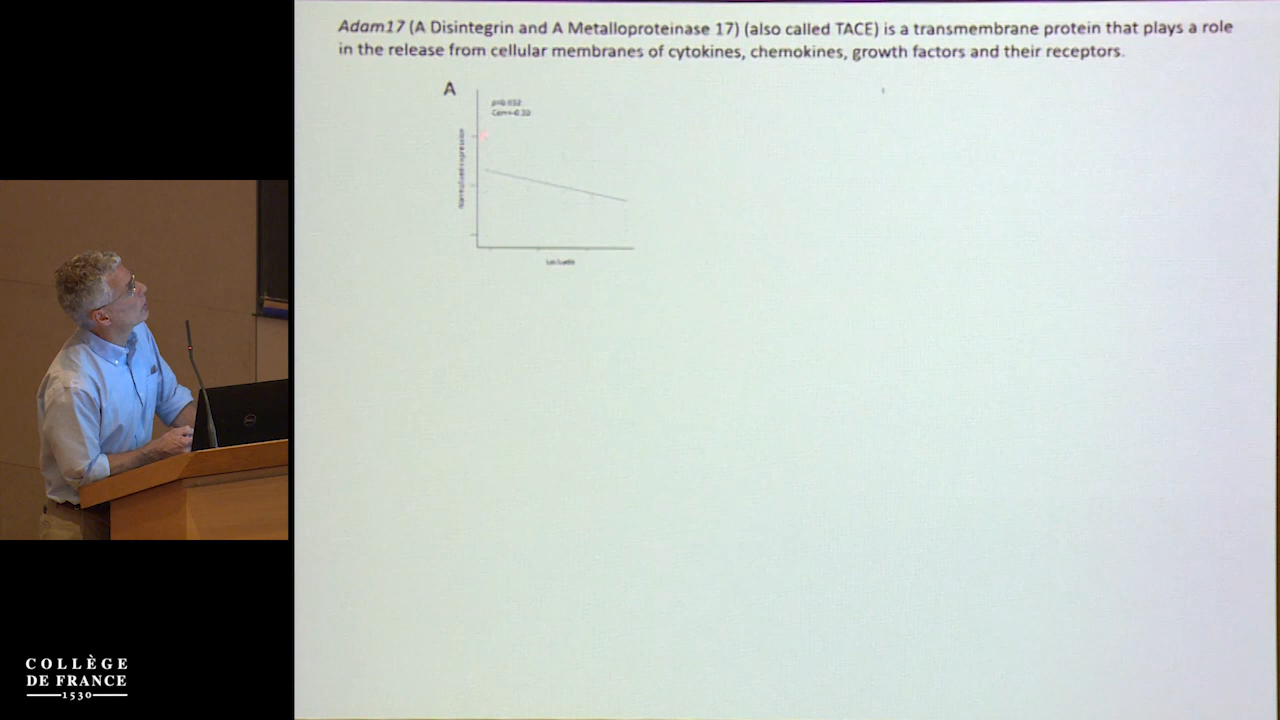 Adam17 (A Disintegrin and A Metalloproteinase 17) (also called TACE) is a transmembrane protein that plays a role
in the release from cellular membranes of cytokines, chemokines, growth factors and their receptors.
A
COLLÈGE
DE FRANCE
1530